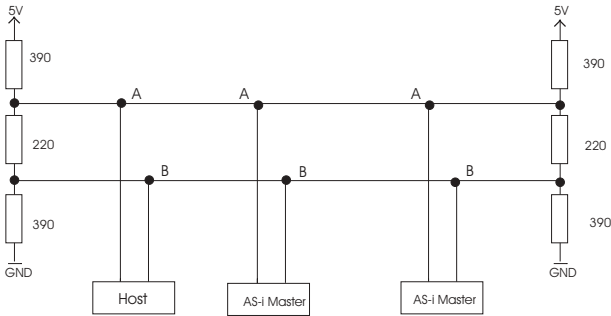 5V
5V
390
390
A
A
A
220
220
B
B
B
390
390
GND
GND
Host
AS-i Master
AS-i Master